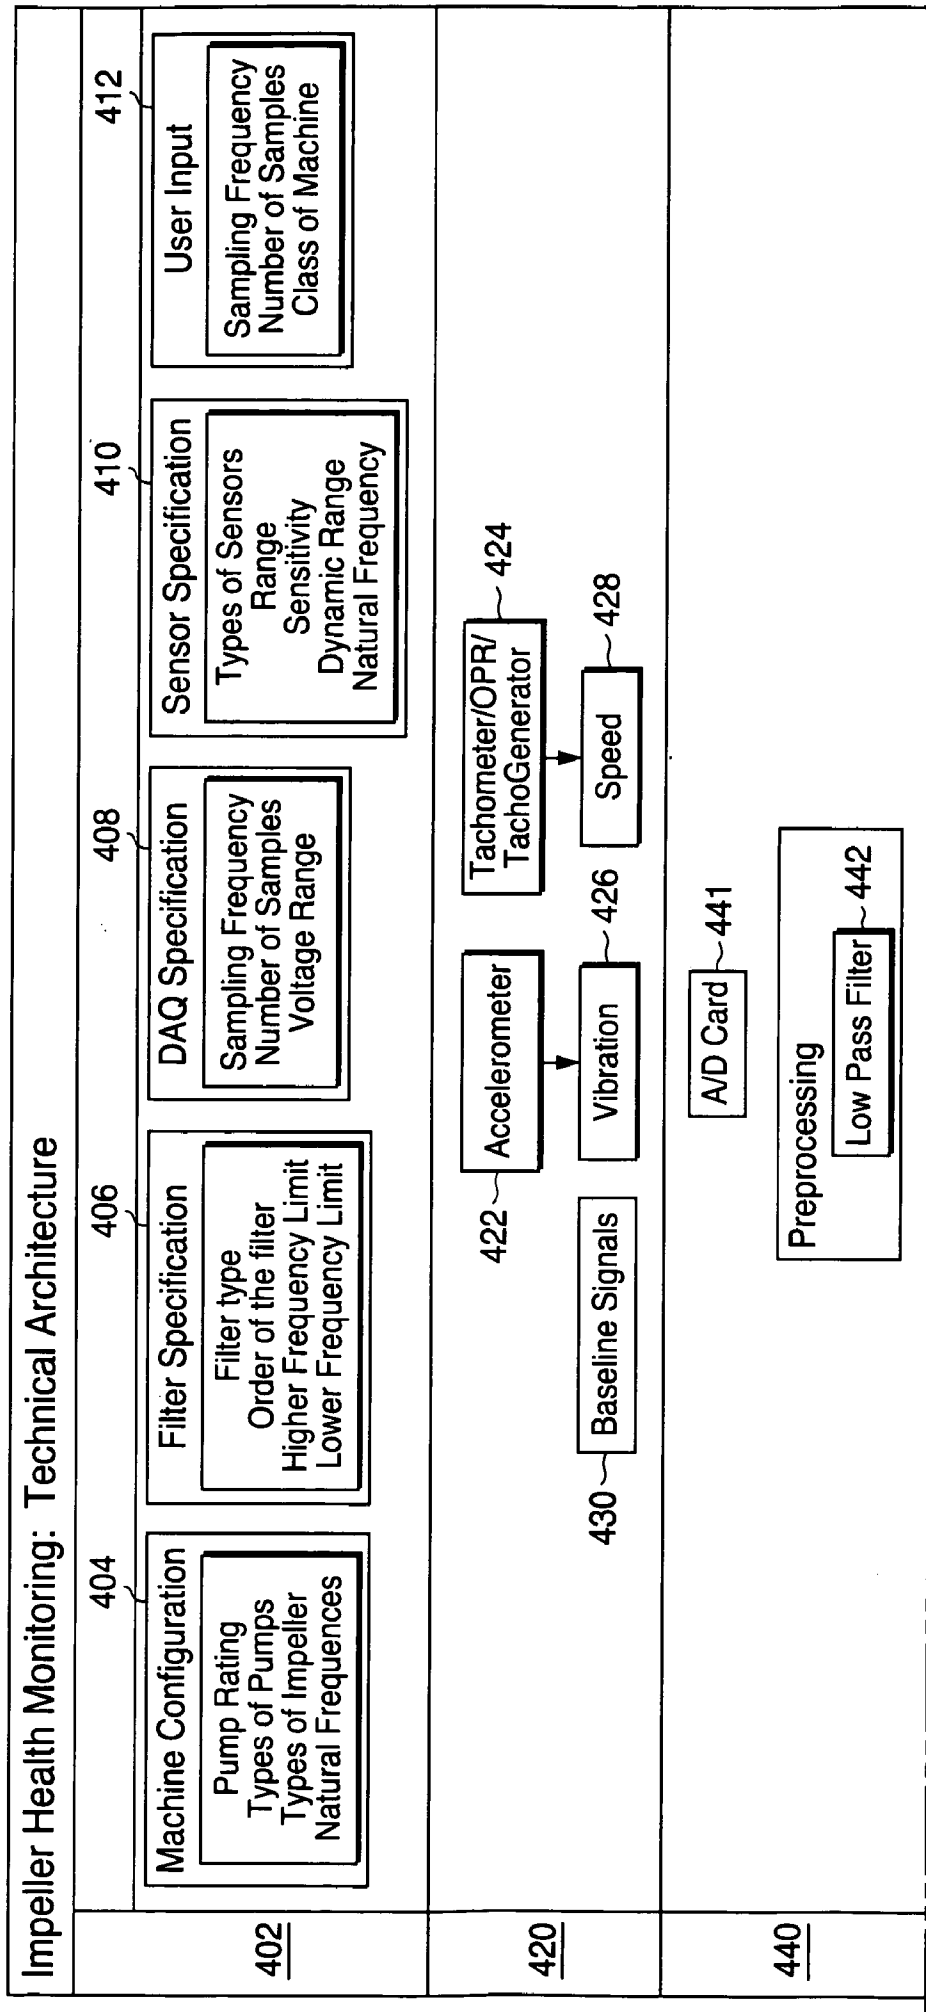 Impeller Health Monitoring: Technical Architecture
402
404
Machine Configuration
Pump Rating
Types of Pumps
Types of Impeller
Natural Frequences
406
Filter Specification
Filter type
Order of the filter
Higher Frequency Limit
Lower Frequency Limit
408
DAQ Specification
Sampling Frequency
Number of Samples
Voltage Range
410
Sensor Specification
Types of Sensors
Range
Sensitivity
Dynamic Range
Natural Frequency
412
User Input
Sampling Frequency
Number of Samples
Class of Machine
420
422
Accelerometer
Tachometer/OPR/
TachoGenerator
424
430
Baseline Signals
Vibration
426
Speed
428
440
A/D Card
441
Preprocessing
Low Pass Filter
442